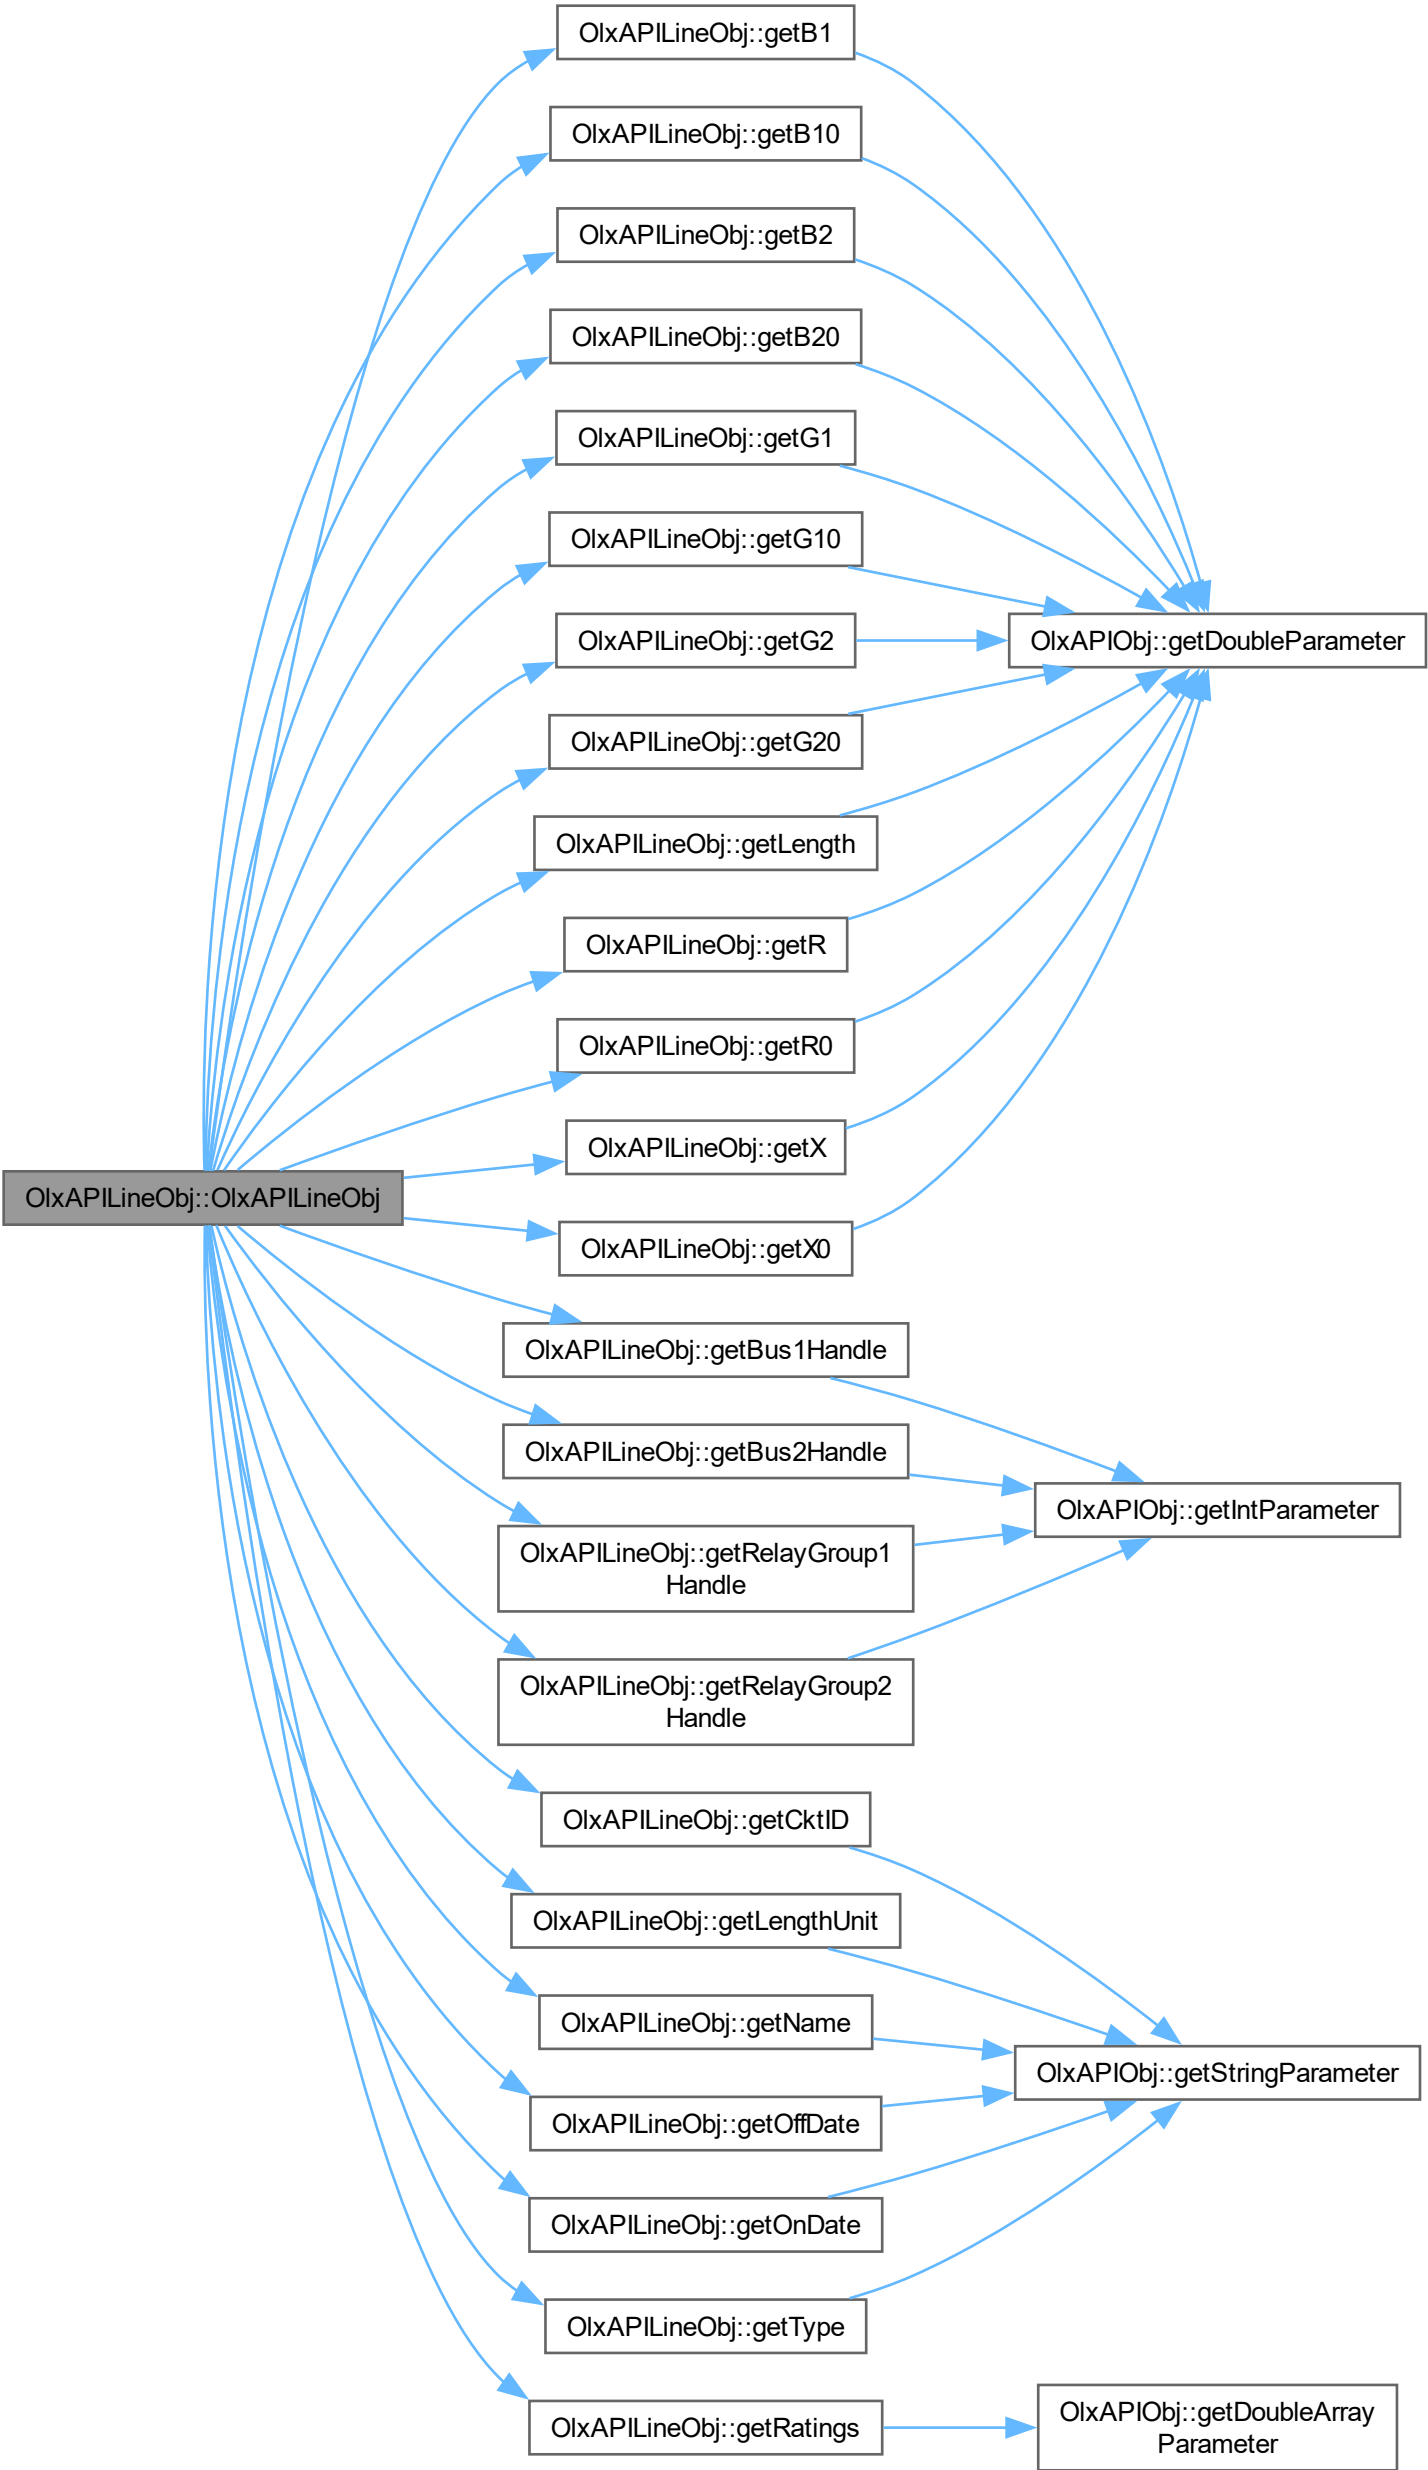 OlxAPILineObj::getB1
OlxAPILineObj::getB10
OlxAPILineObj::getB2
OlxAPILineObj::getB20
OlxAPILineObj::getG1
OlxAPILineObj::getG10
OlxAPILineObj::getG2
OlxAPIObj::getDoubleParameter
OlxAPILineObj::getG20
OlxAPILineObj::getLength
OlxAPILineObj::getR
OlxAPILineObj::getR0
OlxAPILineObj::getX
OlxAPILineObj::OlxAPILineObj
OlxAPILineObj::getX0
OlxAPILineObj::getBus1Handle
OlxAPILineObj::getBus2Handle
OlxAPIObj::getIntParameter
OlxAPILineObj::getRelayGroup1
Handle
OlxAPILineObj::getRelayGroup2
Handle
OlxAPILineObj::getCktID
OlxAPILineObj::getLengthUnit
OlxAPILineObj::getName
OlxAPIObj::getStringParameter
OlxAPILineObj::getOffDate
OlxAPILineObj::getOnDate
OlxAPILineObj::getType
OlxAPILineObj::getRatings
OlxAPIObj::getDoubleArray
Parameter